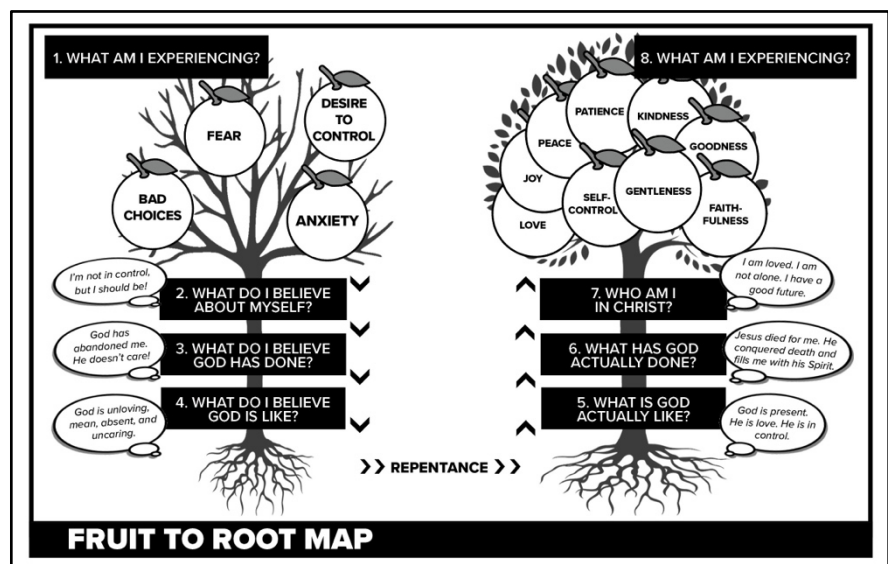 1. WHAT AM I EXPERIENCING?
FEAR
DESIRE
TO
CONTROL
BAD
CHOICES
ANXIETY
I'm not in control,
but I should be!
2. WHAT DO I BELIEVE
ABOUT MYSELF?
God has
abandoned me.
He doesn't care!
3. WHAT DO I BELIEVE
GOD HAS DONE?
God is unloving,
mean, absent, and
uncaring.
4. WHAT DO I BELIEVE
GOD IS LIKE?
REPENTANCE
8. WHAT AM I EXPERIENCING?
PATIENCE
KINDNESS
PEACE
GOODNESS
JOY
SELF-
CONTROL
GENTLENESS
LOVE
FAITH-
FULNESS
7. WHO AM I
IN CHRIST?
I am loved. I am
not alone. I have a
good future.
6. WHAT HAS GOD
ACTUALLY DONE?
Jesus died for me. He
conquered death and
fills me with his Spirit.
5. WHAT IS GOD
ACTUALLY LIKE?
God is present.
He is love. He is in
control.
FRUIT TO ROOT MAP